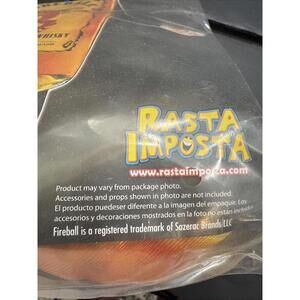 WHISKY
RASTA
IMPOSTA
www.rastaimposta.com
Product may vary from package photo.
Accessories and props shown in photo are not included.
El producto puedeser diferente a la imagen del empaque. Los
accesorios y decoraciones mostrados en la foto no están incluidos
Fireball is a registered trademark of Sazerac Brands LLC